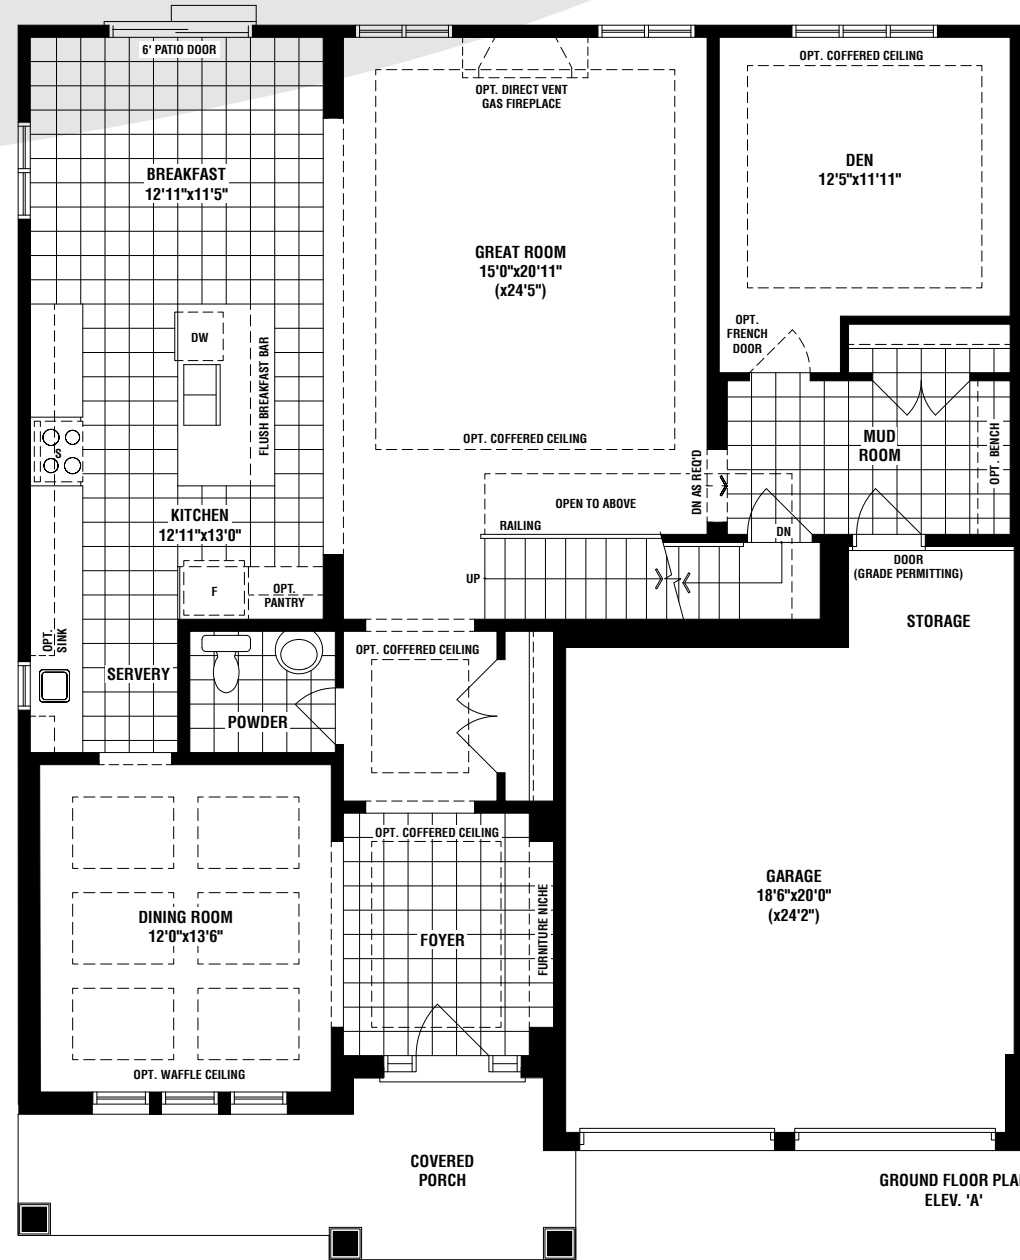 6' PATIO DOOR
BREAKFAST
12'11"x11'5"
OPT. DIRECT VENT
GAS FIREPLACE
OPT. COFFERED CEILING
DEN
12'5"x11'11"
GREAT ROOM
15'0"x20'11"
(x24'5")
OPT.
FRENCH
DOOR
DW
FLUSH BREAKFAST BAR
S
OPT. COFFERED CEILING
MUD
ROOM
OPT. BENCH
DN AS REQ'D
KITCHEN
12'11"x13'0"
OPEN TO ABOVE
RAILING
DN
UP
DOOR
(GRADE PERMITTING)
F
OPT.
PANTRY
STORAGE
OPT.
SINK
SERVERY
POWDER
OPT. COFFERED CEILING
OPT. COFFERED CEILING
DINING ROOM
12'0"x13'6"
FOYER
FURNITURE NICHE
GARAGE
18'6"x20'0"
(x24'2")
OPT. WAFFLE CEILING
COVERED
PORCH
GROUND FLOOR PLA
ELEV. 'A'